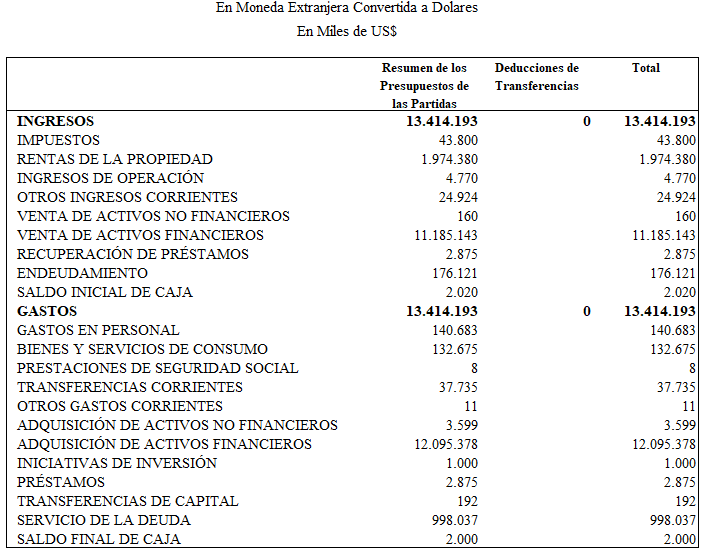 En Moneda Extranjera Convertida a Dolares
En Miles de US$
Resumen de los Presupuestos de las Partidas Deducciones de Transferencias Total
INGRESOS 13.414.193 0 13.414.193
IMPUESTOS 43.800 43.800
RENTAS DE LA PROPIEDAD 1.974.380 1.974.380
INGRESOS DE OPERACIÓN 4.770 4.770
OTROS INGRESOS CORRIENTES 24.924 24.924
VENTA DE ACTIVOS NO FINANCIEROS 160 160
VENTA DE ACTIVOS FINANCIEROS 11.185.143 11.185.143
RECUPERACIÓN DE PRÉSTAMOS 2.875 2.875
ENDEUDAMIENTO 176.121 176.121
SALDO INICIAL DE CAJA 2.020 2.020
GASTOS 13.414.193 0 13.414.193
GASTOS EN PERSONAL 140.683 140.683
BIENES Y SERVICIOS DE CONSUMO 132.675 132.675
PRESTACIONES DE SEGURIDAD SOCIAL 8 8
TRANSFERENCIAS CORRIENTES 37.735 37.735
OTROS GASTOS CORRIENTES 11 11
ADQUISICIÓN DE ACTIVOS NO FINANCIEROS 3.599 3.599
ADQUISICIÓN DE ACTIVOS FINANCIEROS 12.095.378 12.095.378
INICIATIVAS DE INVERSIÓN 1.000 1.000
PRÉSTAMOS 2.875 2.875
TRANSFERENCIAS DE CAPITAL 192 192
SERVICIO DE LA DEUDA 998.037 998.037
SALDO FINAL DE CAJA 2.000 2.000